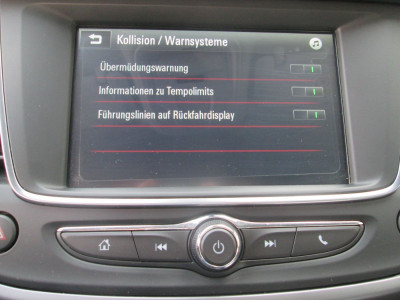 Kollision / Warnsysteme
Übermüdungswarnung
Informationen zu Tempolimits
Führungslinien auf Rückfahrdisplay